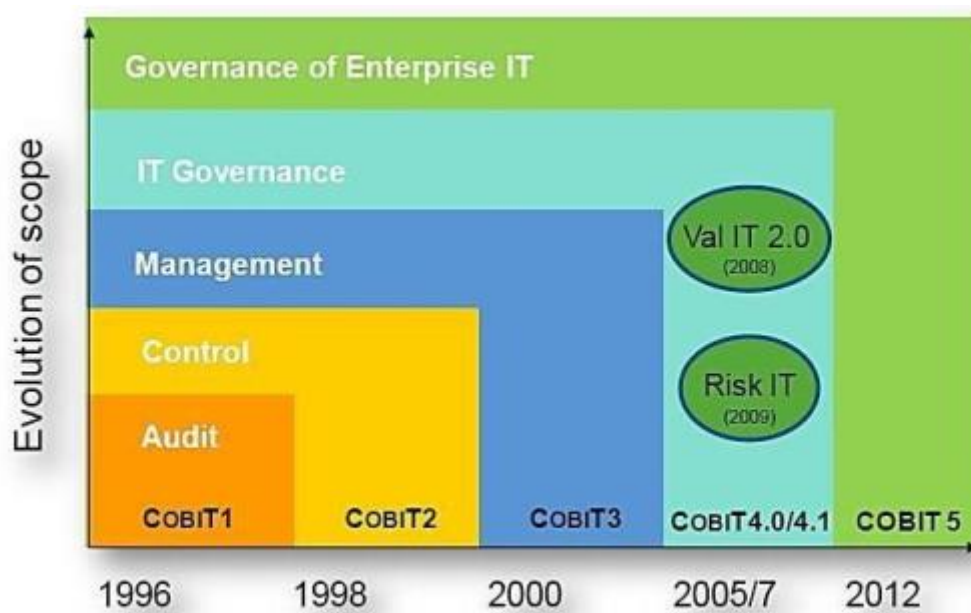 Governance of Enterprise IT
IT Governance
Val IT 2.0
(2008)
Management
Control
Risk IT
(2009)
Audit
COBIT1 COBIT2 COBIT3 COBIT4.0/4.1 COBIT 5
1996 1998 2000 2005/7 2012
Evolution of scope